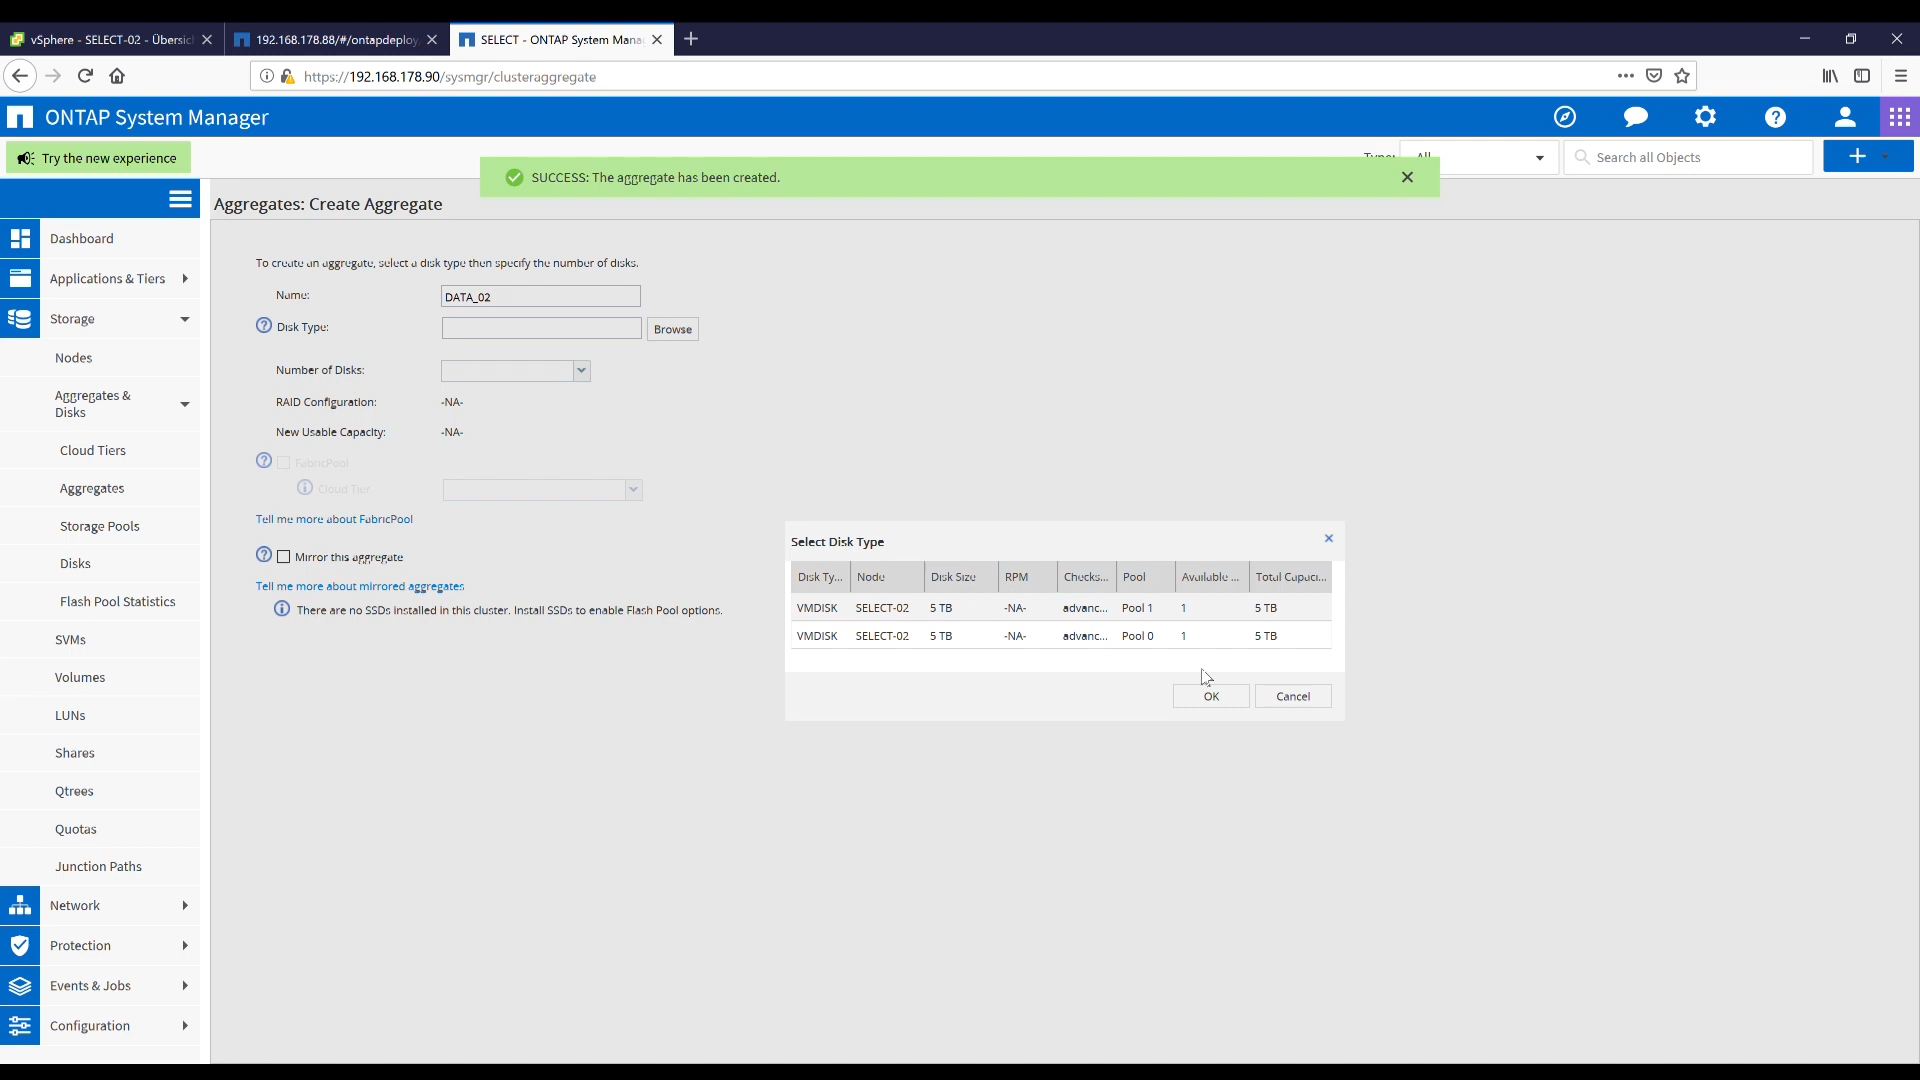 vSphere - SELECT-02 - Übersic
192.168.178.88/#/ontapdeploy
SELECT - ONTAP System Mana
https://192.168.178.90/sysmgr/clusteraggregate
ONTAP System Manager
Try the new experience
Type: All
Search all Objects
SUCCESS: The aggregate has been created.
Aggregates: Create Aggregate
Dashboard
Applications & Tiers
Storage
Nodes
Aggregates &
Disks
Cloud Tiers
Aggregates
Storage Pools
Disks
Flash Pool Statistics
SVMs
Volumes
LUNs
Shares
Qtrees
Quotas
Junction Paths
Network
Protection
Events & Jobs
Configuration
To create an aggregate, select a disk type then specify the number of disks.
Name: DATA_02
Disk Type: Browse
Number of Disks:
RAID Configuration: -NA-
New Usable Capacity: -NA-
FabricPool
Cloud Tier
Tell me more about FabricPool
Mirror this aggregate
Tell me more about mirrored aggregates
There are no SSDs installed in this cluster. Install SSDs to enable Flash Pool options.
Select Disk Type
Disk Ty... Node Disk Size RPM Checks... Pool Available ... Total Capaci...
VMDISK SELECT-02 5 TB -NA- advanc... Pool 1 1 5 TB
VMDISK SELECT-02 5 TB -NA- advanc... Pool 0 1 5 TB
OK Cancel